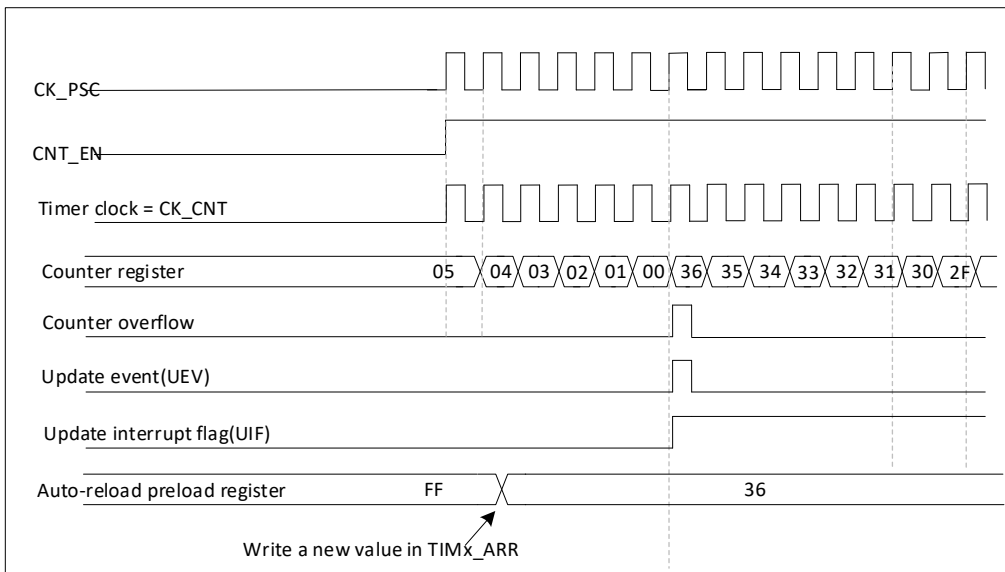 CK_PSC
CNT_EN
Timer clock = CK_CNT
Counter register 05 04 03 02 01 00 36 35 34 33 32 31 30 2F
Counter overflow
Update event(UEV)
Update interrupt flag(UIF)
Auto-reload preload register FF 36
Write a new value in TIMx_ARR